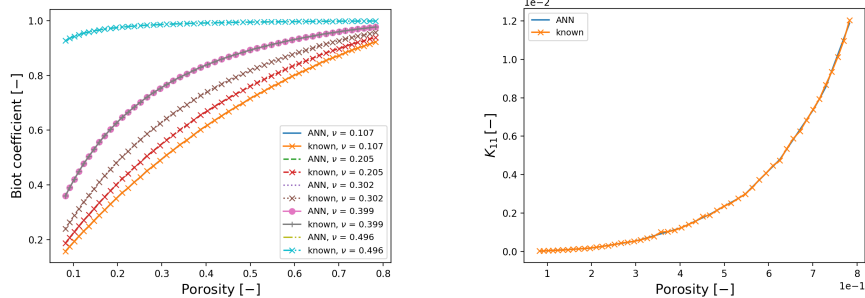 1.0
0.8
0.6
0.4
0.2
Biot coefficient [−]
0.1 0.2 0.3 0.4 0.5 0.6 0.7 0.8
Porosity [−]
ANN, ν = 0.107
known, ν = 0.107
ANN, ν = 0.205
known, ν = 0.205
ANN, ν = 0.302
known, ν = 0.302
ANN, ν = 0.399
known, ν = 0.399
ANN, ν = 0.496
known, ν = 0.496
1e−2
ANN
known
1.2
1.0
0.8
0.6
0.4
0.2
0.0
K11 [−]
1 2 3 4 5 6 7 8
1e−1
Porosity [−]